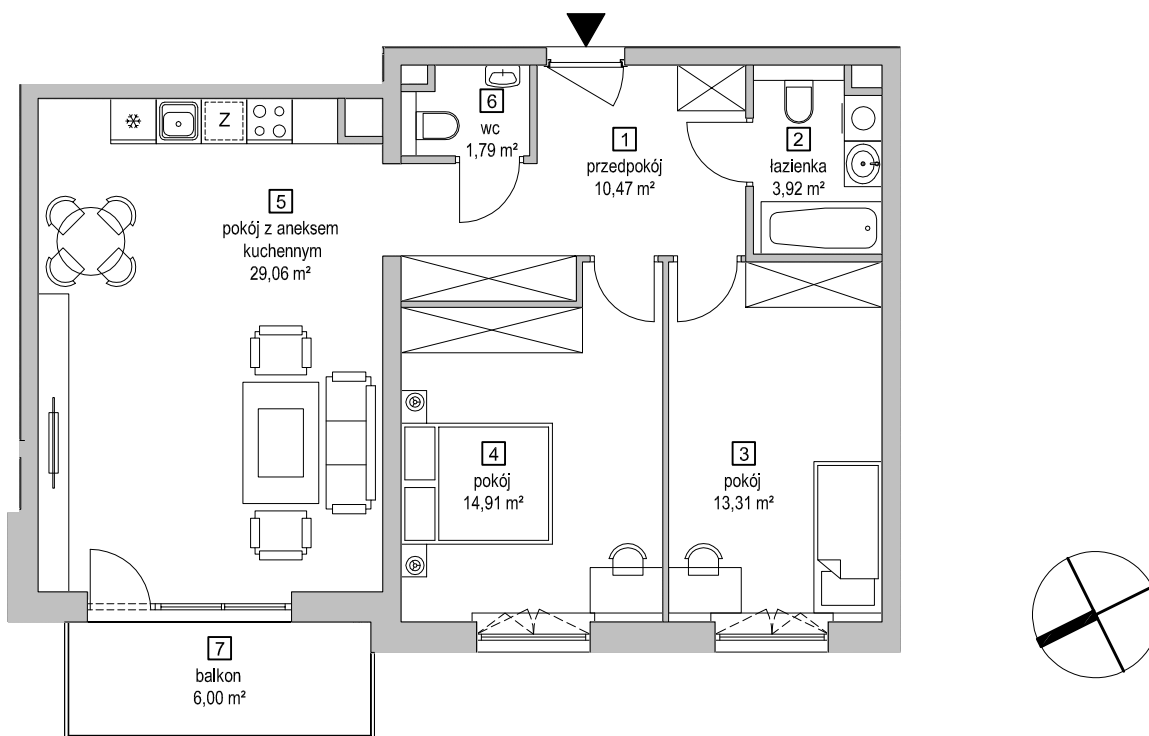 1
przedpokój
10,47 m²
2
łazienka
3,92 m²
3
pokój
13,31 m²
4
pokój
14,91 m²
5
pokój z aneksem
kuchennym
29,06 m²
6
wc
1,79 m²
7
balkon
6,00 m²
Z